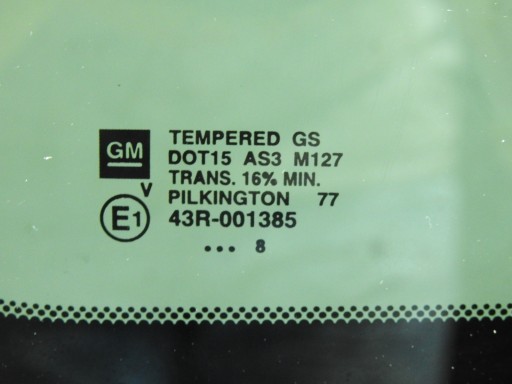 GM TEMPERED GS
DOT15 AS3 M127
TRANS. 16% MIN.
V PILKINGTON 77
E1 43R-001385
••• 8